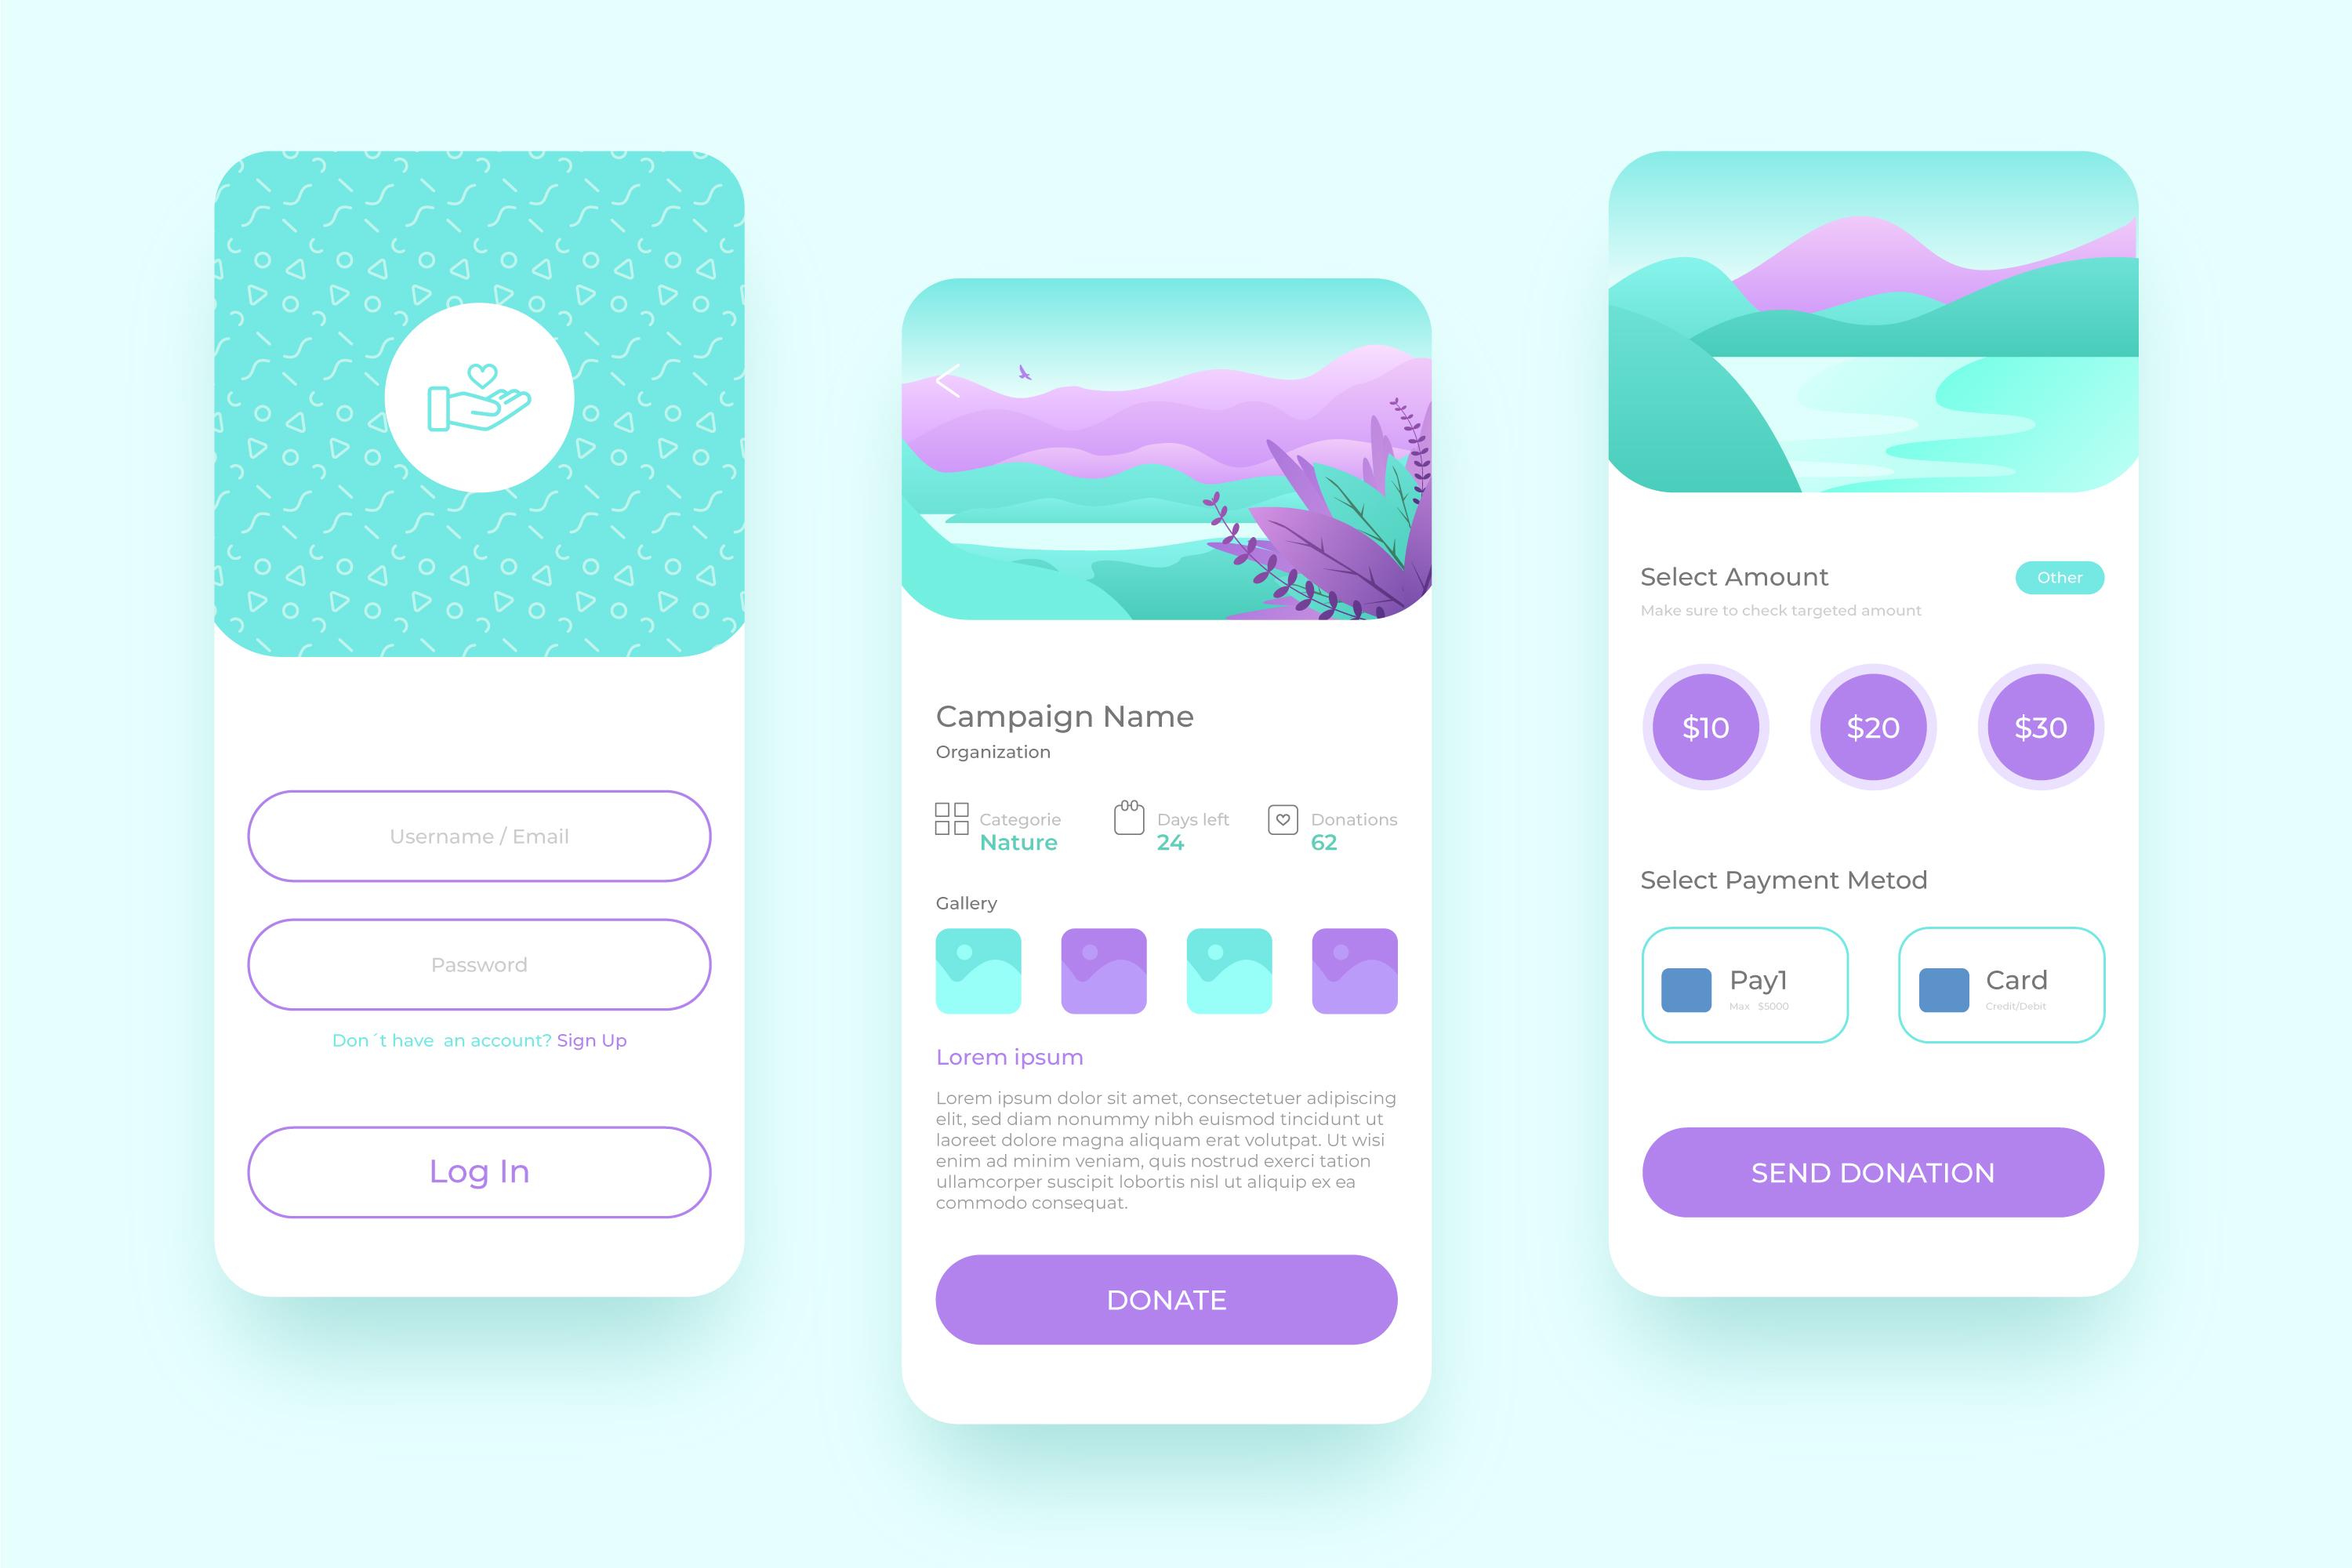 Username / Email
Password
Don´t have  an account? Sign Up
Log In
Campaign Name
Organization
Categorie
Nature
Days left
24
Donations
62
Gallery
Lorem ipsum
Lorem ipsum dolor sit amet, consectetuer adipiscing
elit, sed diam nonummy nibh euismod tincidunt ut
laoreet dolore magna aliquam erat volutpat. Ut wisi
enim ad minim veniam, quis nostrud exerci tation
ullamcorper suscipit lobortis nisl ut aliquip ex ea
commodo consequat.
DONATE
Select Amount
Other
Make sure to check targeted amount
$10
$20
$30
Select Payment Metod
Pay1
Max  $5000
Card
Credit/Debit
SEND DONATION